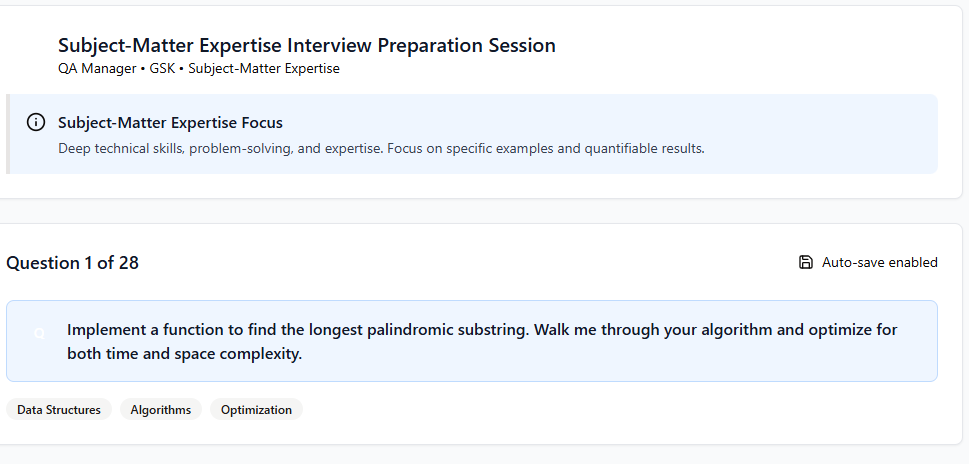 Subject-Matter Expertise Interview Preparation Session
QA Manager • GSK • Subject-Matter Expertise
Subject-Matter Expertise Focus
Deep technical skills, problem-solving, and expertise. Focus on specific examples and quantifiable results.
Question 1 of 28
Auto-save enabled
Q
Implement a function to find the longest palindromic substring. Walk me through your algorithm and optimize for
both time and space complexity.
Data Structures
Algorithms
Optimization